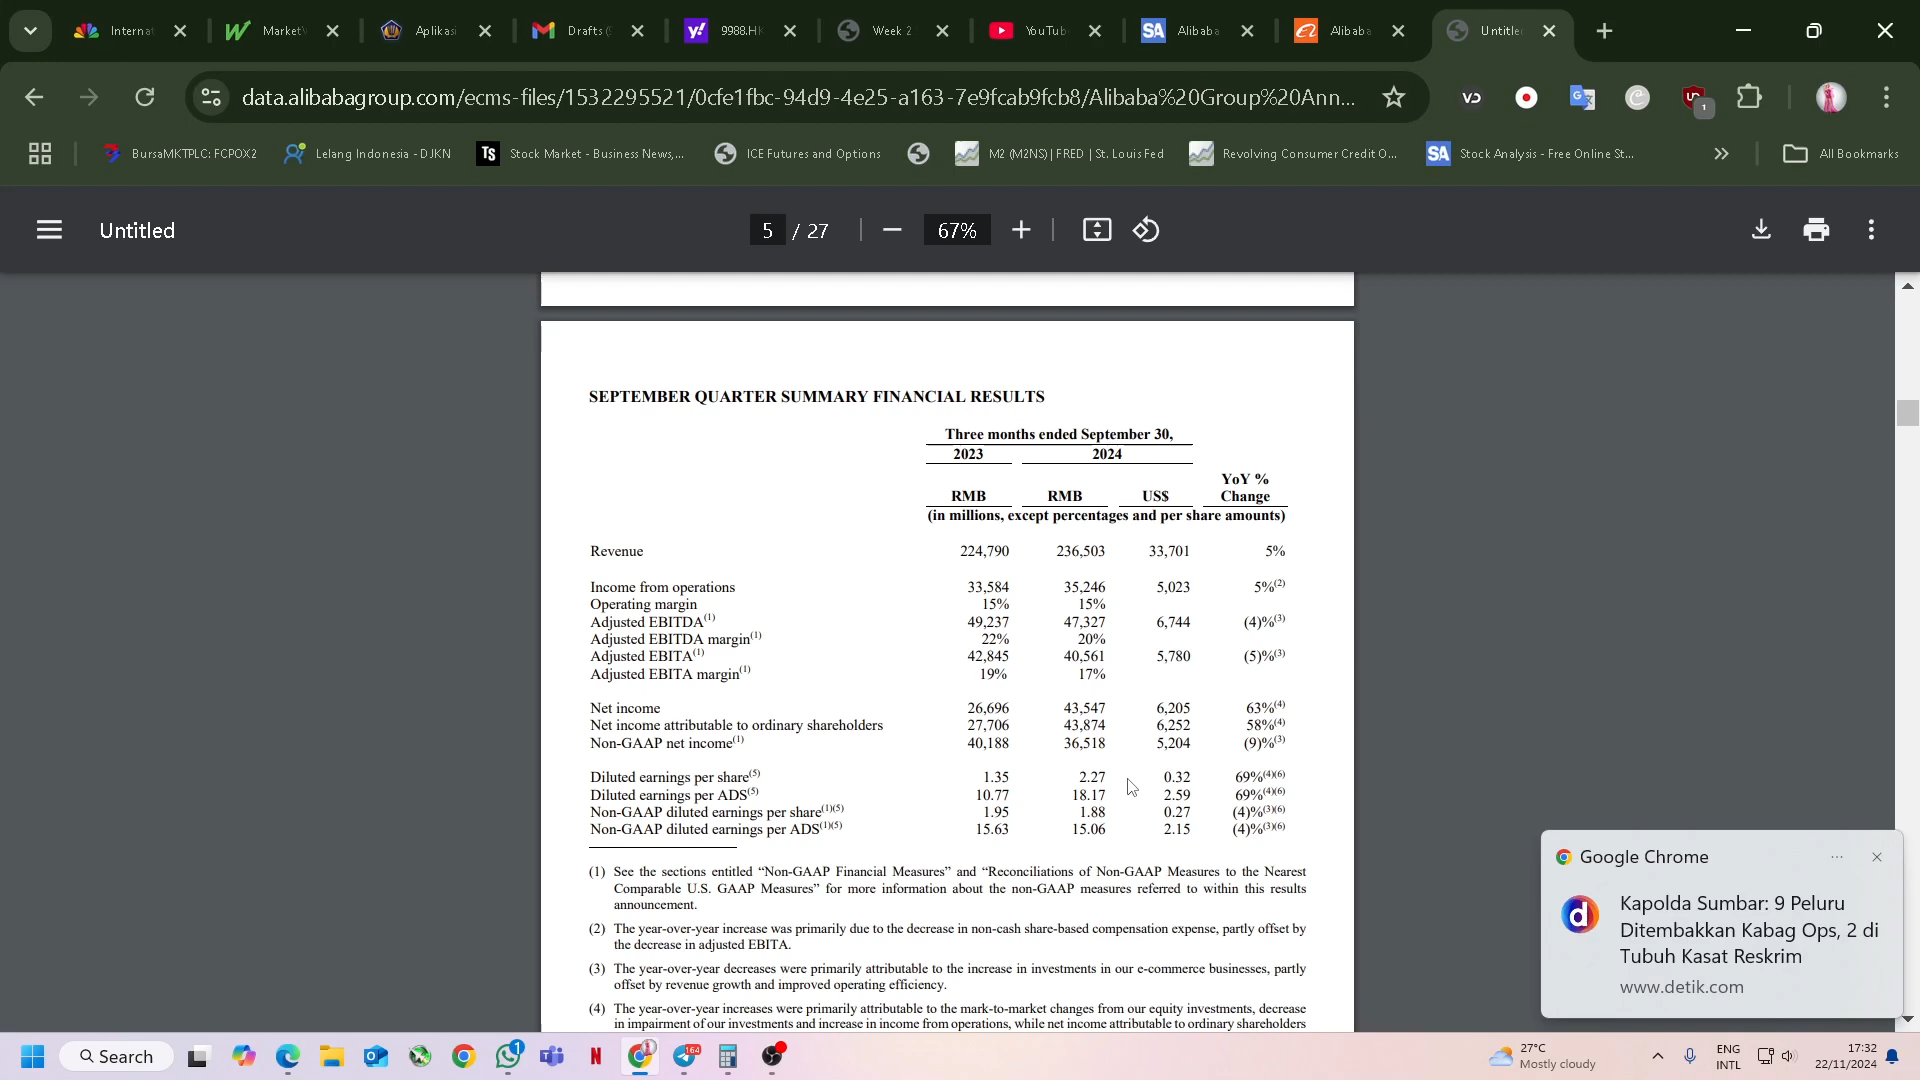 Interna
MarketW
Aplikasi
Drafts (
9988.HK
Week 2
YouTub
Alibaba
Alibaba
Untitle
data.alibabagroup.com/ecms-files/1532295521/0cfe1fbc-94d9-4e25-a163-7e9fcab9fcb8/Alibaba%20Group%20Ann...
BursaMKTPLC: FCPOX2
Lelang Indonesia - DJKN
Stock Market - Business News,...
ICE Futures and Options
M2 (M2NS) | FRED | St. Louis Fed
Revolving Consumer Credit O...
Stock Analysis - Free Online St...
All Bookmarks
Untitled
5 / 27
67%
SEPTEMBER QUARTER SUMMARY FINANCIAL RESULTS
Three months ended September 30,
2023 2024
YoY %
RMB RMB US$ Change
(in millions, except percentages and per share amounts)
Revenue 224,790 236,503 33,701 5%
Income from operations 33,584 35,246 5,023 5%(2)
Operating margin 15% 15%
Adjusted EBITDA(1) 49,237 47,327 6,744 (4)%(3)
Adjusted EBITDA margin(1) 22% 20%
Adjusted EBITA(1) 42,845 40,561 5,780 (5)%(3)
Adjusted EBITA margin(1) 19% 17%
Net income 26,696 43,547 6,205 63%(4)
Net income attributable to ordinary shareholders 27,706 43,874 6,252 58%(4)
Non-GAAP net income(1) 40,188 36,518 5,204 (9)%(3)
Diluted earnings per share(5) 1.35 2.27 0.32 69%(4)(6)
Diluted earnings per ADS(5) 10.77 18.17 2.59 69%(4)(6)
Non-GAAP diluted earnings per share(1)(5) 1.95 1.88 0.27 (4)%(3)(6)
Non-GAAP diluted earnings per ADS(1)(5) 15.63 15.06 2.15 (4)%(3)(6)
(1) See the sections entitled “Non-GAAP Financial Measures” and “Reconciliations of Non-GAAP Measures to the Nearest
Comparable U.S. GAAP Measures” for more information about the non-GAAP measures referred to within this results
announcement.
(2) The year-over-year increase was primarily due to the decrease in non-cash share-based compensation expense, partly offset by
the decrease in adjusted EBITA.
(3) The year-over-year decreases were primarily attributable to the increase in investments in our e-commerce businesses, partly
offset by revenue growth and improved operating efficiency.
(4) The year-over-year increases were primarily attributable to the mark-to-market changes from our equity investments, decrease
in impairment of our investments and increase in income from operations, while net income attributable to ordinary shareholders
Google Chrome
Kapolda Sumbar: 9 Peluru
Ditembakkan Kabag Ops, 2 di
Tubuh Kasat Reskrim
www.detik.com
Search
1
164
27°C
Mostly cloudy
ENG
INTL
17:32
22/11/2024